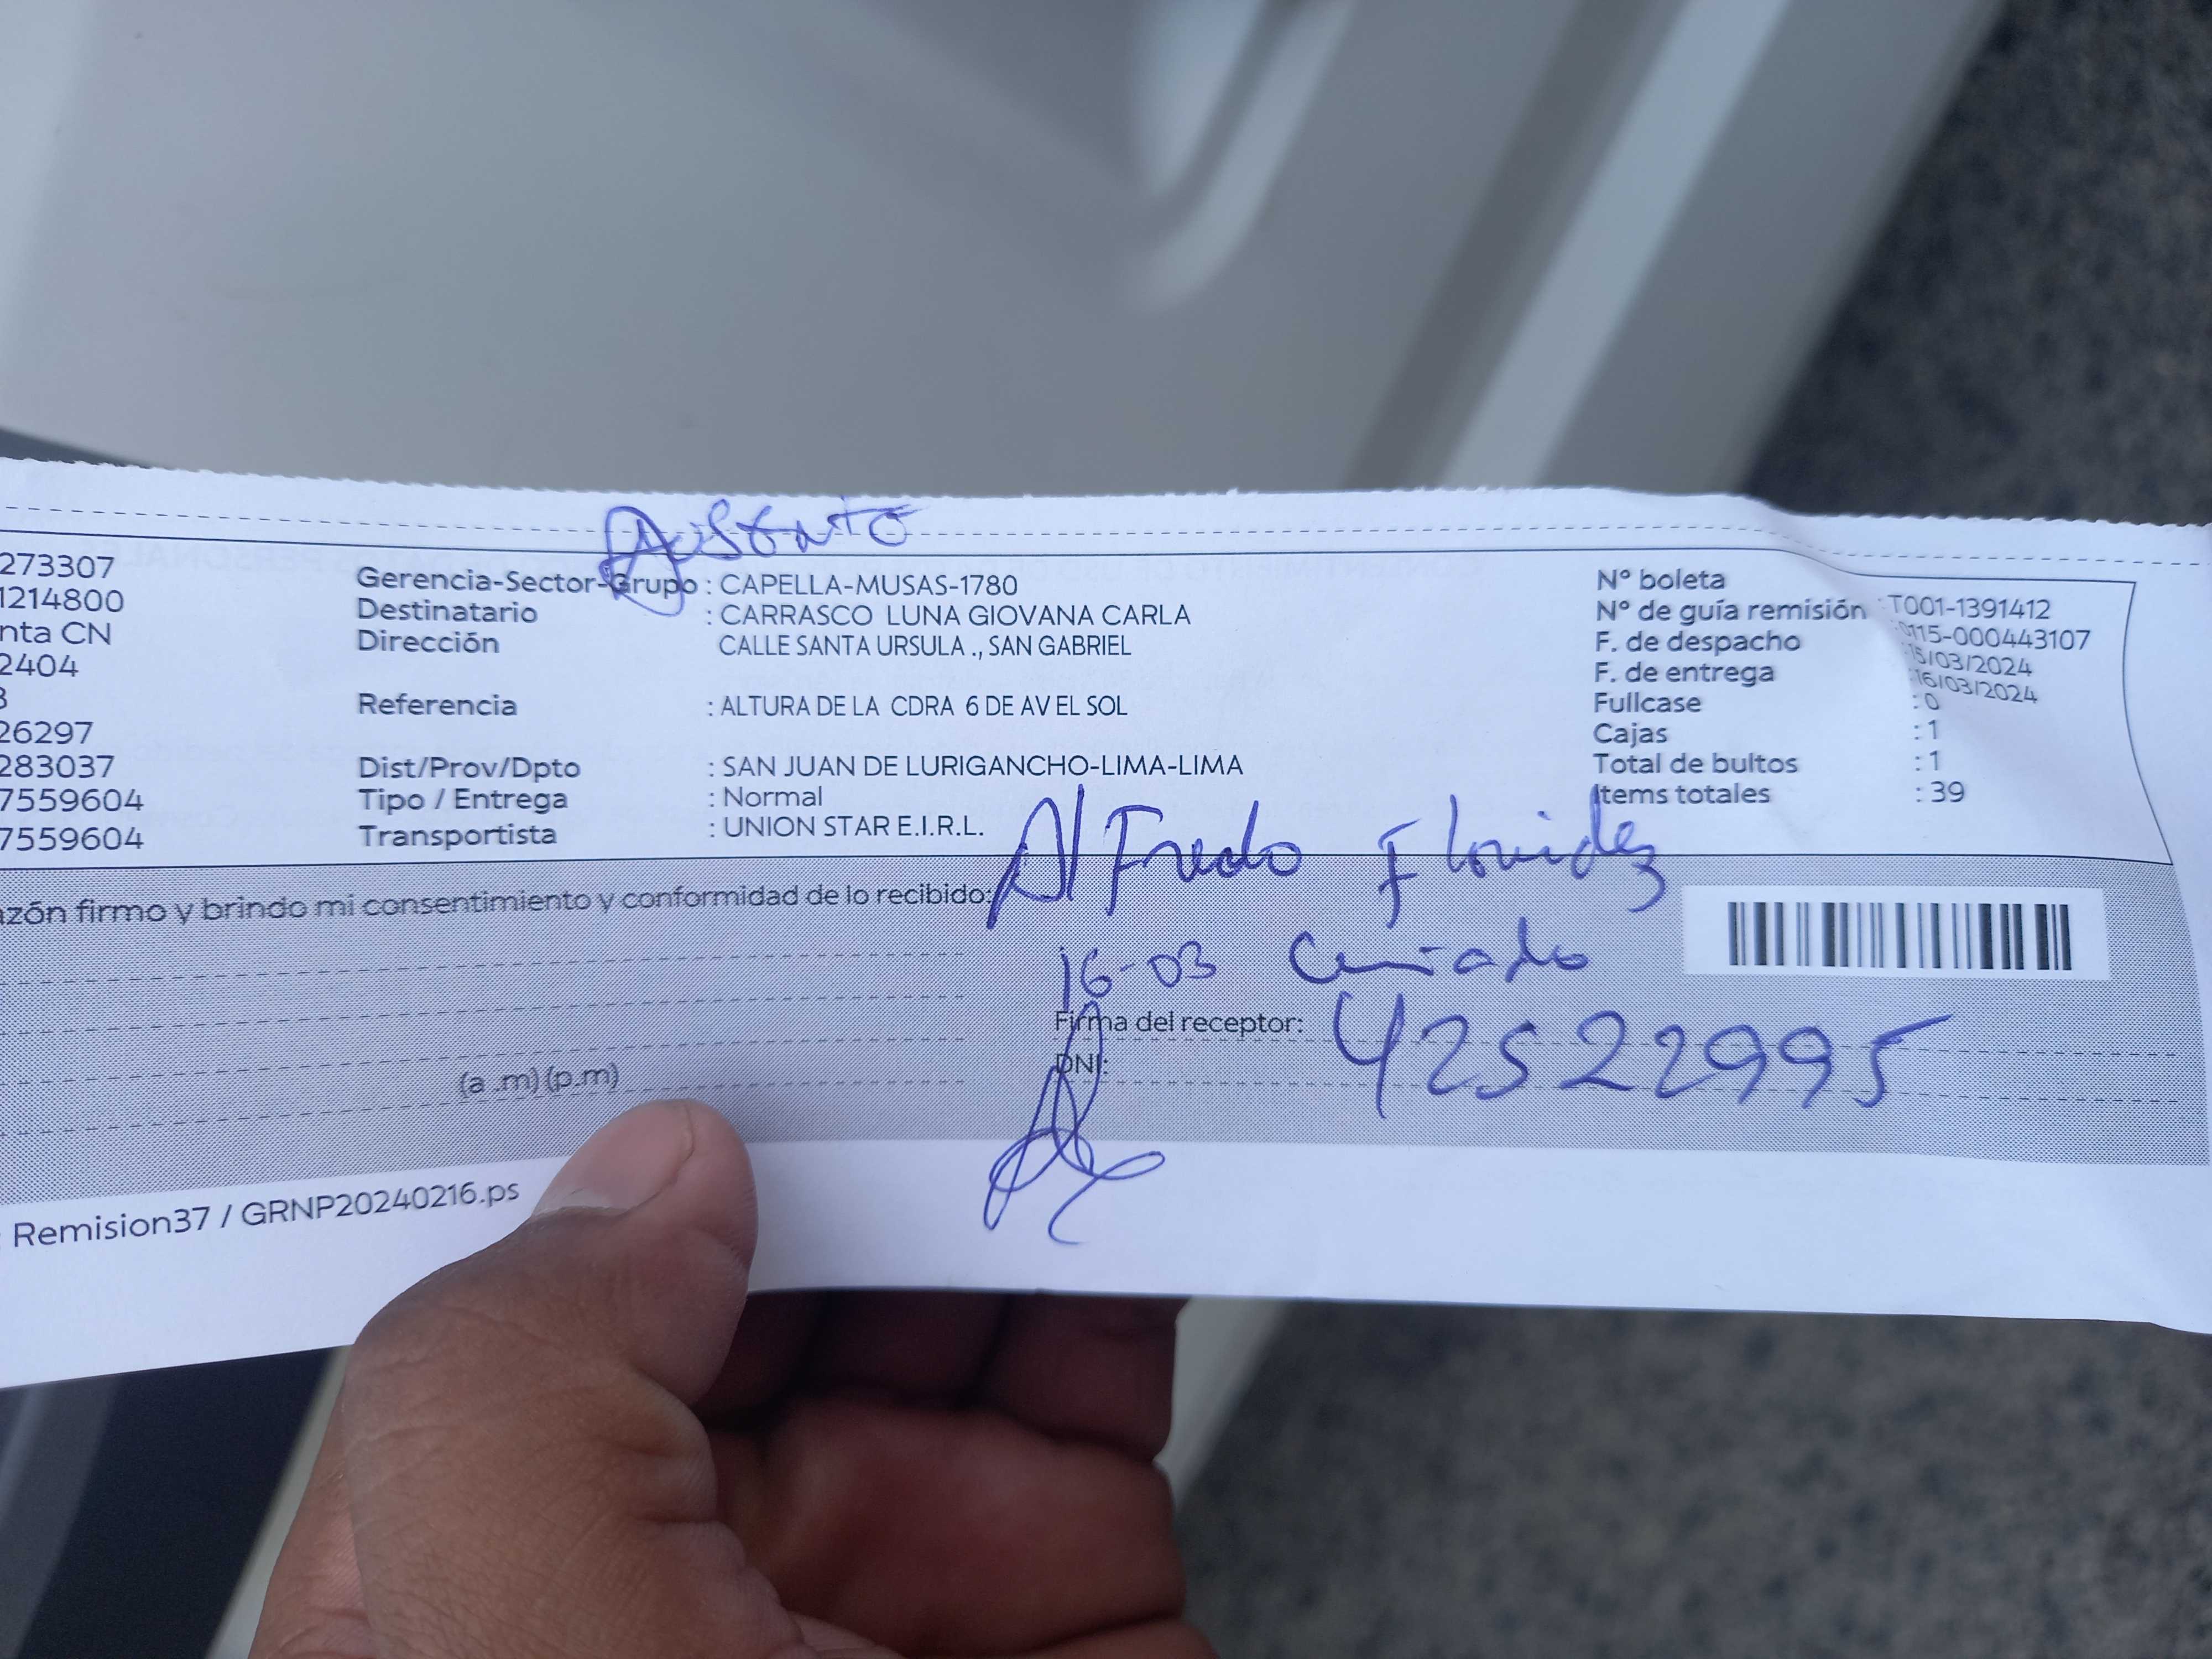 Ausente
273307
1214800
nta CN
2404
3
26297
283037
7559604
7559604
Gerencia-Sector-Grupo : CAPELLA-MUSAS-1780
Destinatario : CARRASCO LUNA GIOVANA CARLA
Dirección CALLE SANTA URSULA ., SAN GABRIEL
Referencia : ALTURA DE LA CDRA 6 DE AV EL SOL
Dist/Prov/Dpto : SAN JUAN DE LURIGANCHO-LIMA-LIMA
Tipo / Entrega : Normal
Transportista : UNION STAR E.I.R.L.
N° boleta : T001-1391412
N° de guía remisión : 0115-000443107
F. de despacho : 15/03/2024
F. de entrega : 16/03/2024
Fullcase : 0
Cajas : 1
Total de bultos : 1
Items totales : 39
azón firmo y brindo mi consentimiento y conformidad de lo recibido:
Alfredo
16-03 Cuñado
Firma del receptor: 42522995
DNI:
(a .m) (p.m)
: Remision37 / GRNP20240216.ps